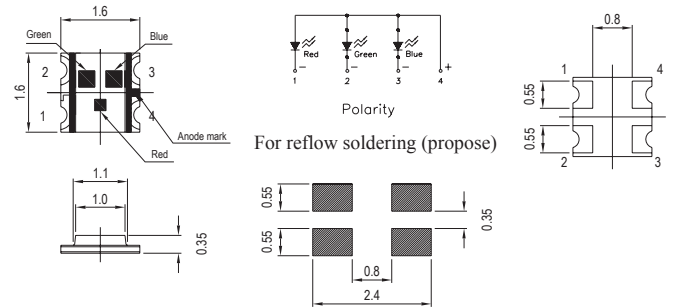 1.6
Green
Blue
2
3
1.6
1
4
Anode mark
Red
Red
Green
Blue
− − − +
1 2 3 4
Polarity
For reflow soldering (propose)
0.8
1
4
0.55
0.55
2
3
1.1
1.0
0.35
0.55
0.55
0.35
0.8
2.4